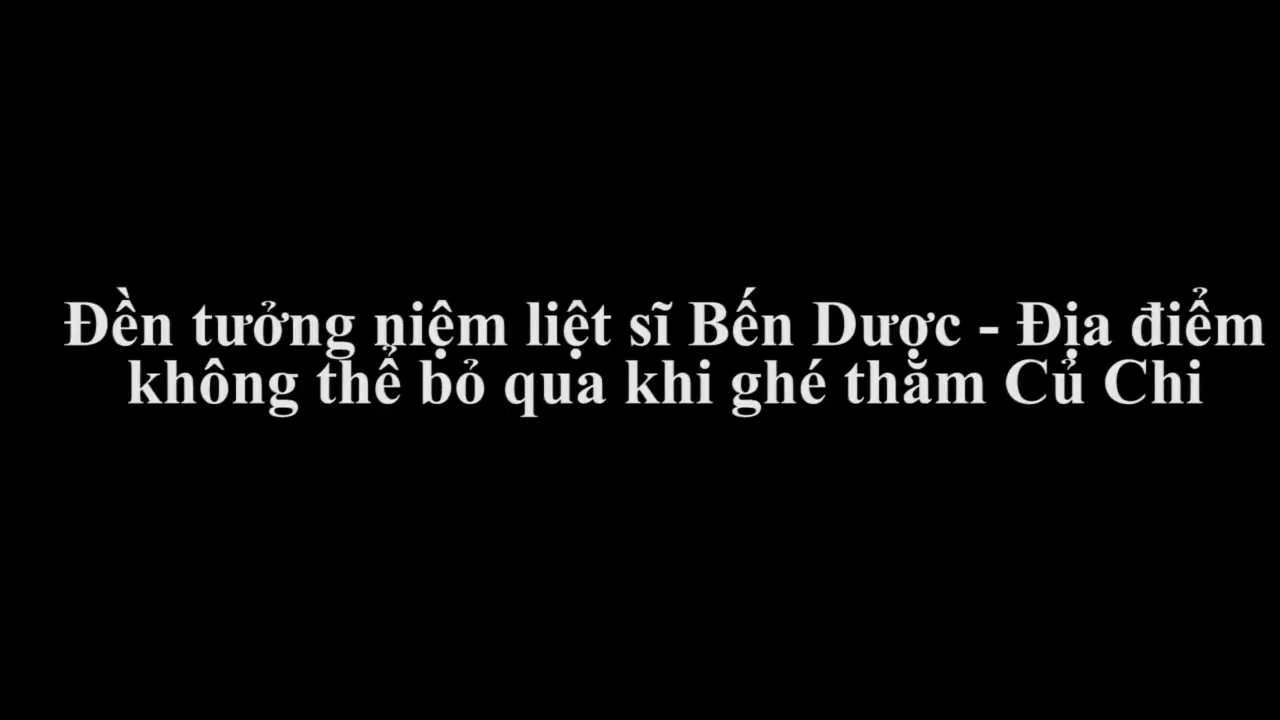 Đền tưởng niệm liệt sĩ Bến Dược - Địa điểm
không thể bỏ qua khi ghé thăm Củ Chi